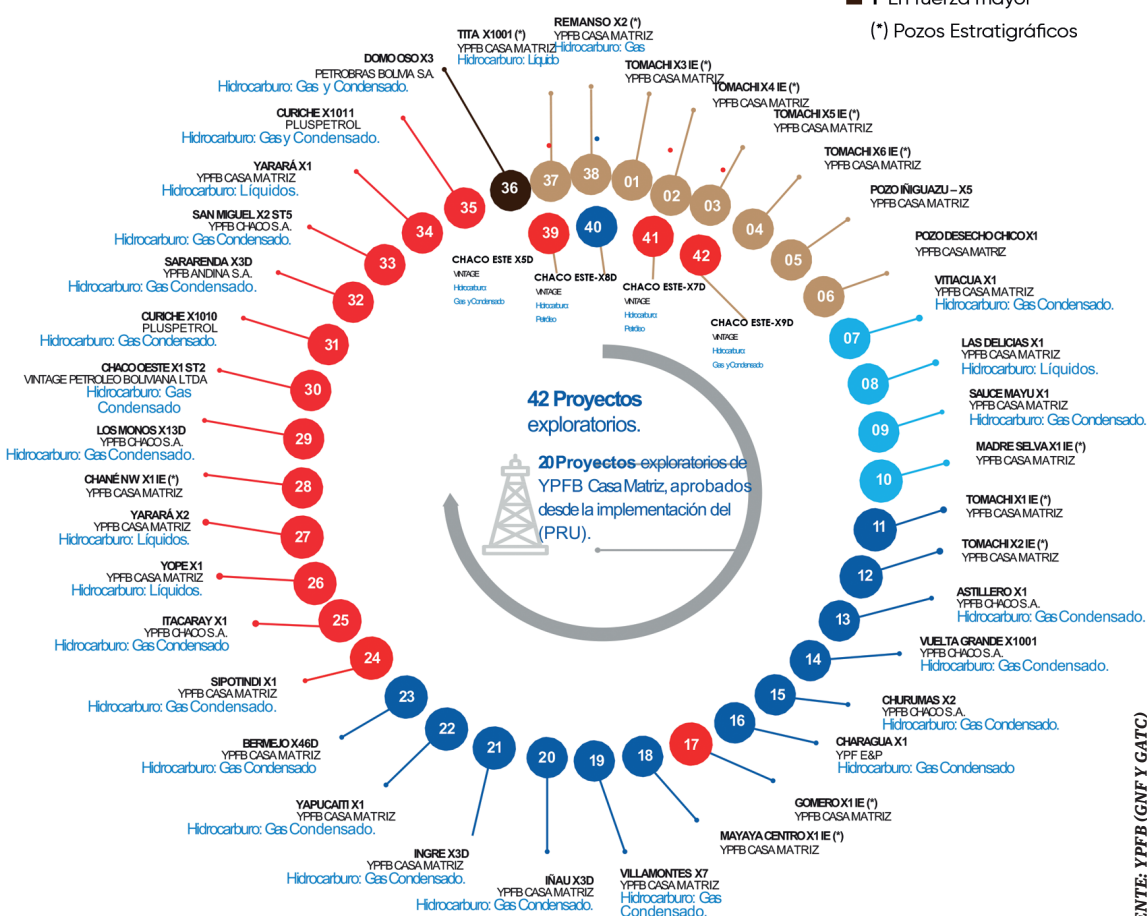 1 En fuerza mayor
(*) Pozos Estratigráficos
REMANSO X2 (*)
YPFB CASA MATRIZ
Hidrocarburo: Gas
TITA X1001 (*)
YPFB CASA MATRIZ
Hidrocarburo: Líquido
DOMO OSO X3
PETROBRAS BOLIVIA S.A.
Hidrocarburo: Gas y Condensado.
CURICHE X1011
PLUSPETROL
Hidrocarburo: Gas y Condensado.
YARARÁ X1
YPFB CASA MATRIZ
Hidrocarburo: Líquidos.
SAN MIGUEL X2 ST5
YPFB CHACO S.A.
Hidrocarburo: Gas Condensado.
SARARENDA X3D
YPFB ANDINA S.A.
Hidrocarburo: Gas Condensado.
CURICHE X1010
PLUSPETROL
Hidrocarburo: Gas Condensado.
CHACO OESTE X1 ST2
VINTAGE PETROLEO BOLIVIANA LTDA
Hidrocarburo: Gas
Condensado
LOS MONOS X13D
YPFB CHACO S.A.
Hidrocarburo: Gas Condensado.
CHANÉ NW X1 IE (*)
YPFB CASA MATRIZ
YARARÁ X2
YPFB CASA MATRIZ
Hidrocarburo: Líquidos.
YOPE X1
YPFB CASA MATRIZ
Hidrocarburo: Líquidos.
ITACARAY X1
YPFB CHACO S.A.
Hidrocarburo: Gas Condensado
SIPOTINDI X1
YPFB CASA MATRIZ
Hidrocarburo: Gas Condensado.
BERMEJO X46D
YPFB CASA MATRIZ
Hidrocarburo: Gas Condensado
YAPUCAITI X1
YPFB CASA MATRIZ
Hidrocarburo: Gas Condensado.
INGRE X3D
YPFB CASA MATRIZ
Hidrocarburo: Gas Condensado.
IÑAU X3D
YPFB CASA MATRIZ
Hidrocarburo: Gas Condensado.
VILLAMONTES X7
YPFB CASA MATRIZ
Hidrocarburo: Gas
Condensado.
MAYAYA CENTRO X1 IE (*)
YPFB CASA MATRIZ
GOMERO X1 IE (*)
YPFB CASA MATRIZ
CHARAGUA X1
YPF E&P
Hidrocarburo: Gas Condensado
CHURUMAS X2
YPFB CHACO S.A.
Hidrocarburo: Gas Condensado.
VUELTA GRANDE X1001
YPFB CHACO S.A.
Hidrocarburo: Gas Condensado.
ASTILLERO X1
YPFB CHACO S.A.
Hidrocarburo: Gas Condensado.
TOMACHI X2 IE (*)
YPFB CASA MATRIZ
TOMACHI X1 IE (*)
YPFB CASA MATRIZ
MADRE SELVA X1 IE (*)
YPFB CASA MATRIZ
SAUCE MAYU X1
YPFB CASA MATRIZ
Hidrocarburo: Gas Condensado.
LAS DELICIAS X1
YPFB CASA MATRIZ
Hidrocarburo: Líquidos.
VITIACUA X1
YPFB CASA MATRIZ
Hidrocarburo: Gas Condensado.
POZO DESECHO CHICO X1
YPFB CASA MATRIZ
POZO IÑIGUAZU – X5
YPFB CASA MATRIZ
TOMACHI X6 IE (*)
YPFB CASA MATRIZ
TOMACHI X5 IE (*)
YPFB CASA MATRIZ
TOMACHI X4 IE (*)
YPFB CASA MATRIZ
TOMACHI X3 IE (*)
YPFB CASA MATRIZ
01
02
03
04
05
06
07
08
09
10
11
12
13
14
15
16
17
18
19
20
21
22
23
24
25
26
27
28
29
30
31
32
33
34
35
36
37
38
39
40
41
42
CHACO ESTE X5D
VINTAGE
Hidrocarburo:
Gas y Condensado
CHACO ESTE-X8D
VINTAGE
Hidrocarburo:
Petróleo
CHACO ESTE-X7D
VINTAGE
Hidrocarburo:
Petróleo
CHACO ESTE-X9D
VINTAGE
Hidrocarburo:
Gas y Condensado
42 Proyectos
exploratorios.
20 Proyectos exploratorios de
YPFB Casa Matriz, aprobados
desde la implementación del
(PRU).
ENTE: YPFB (GNF Y GATC)